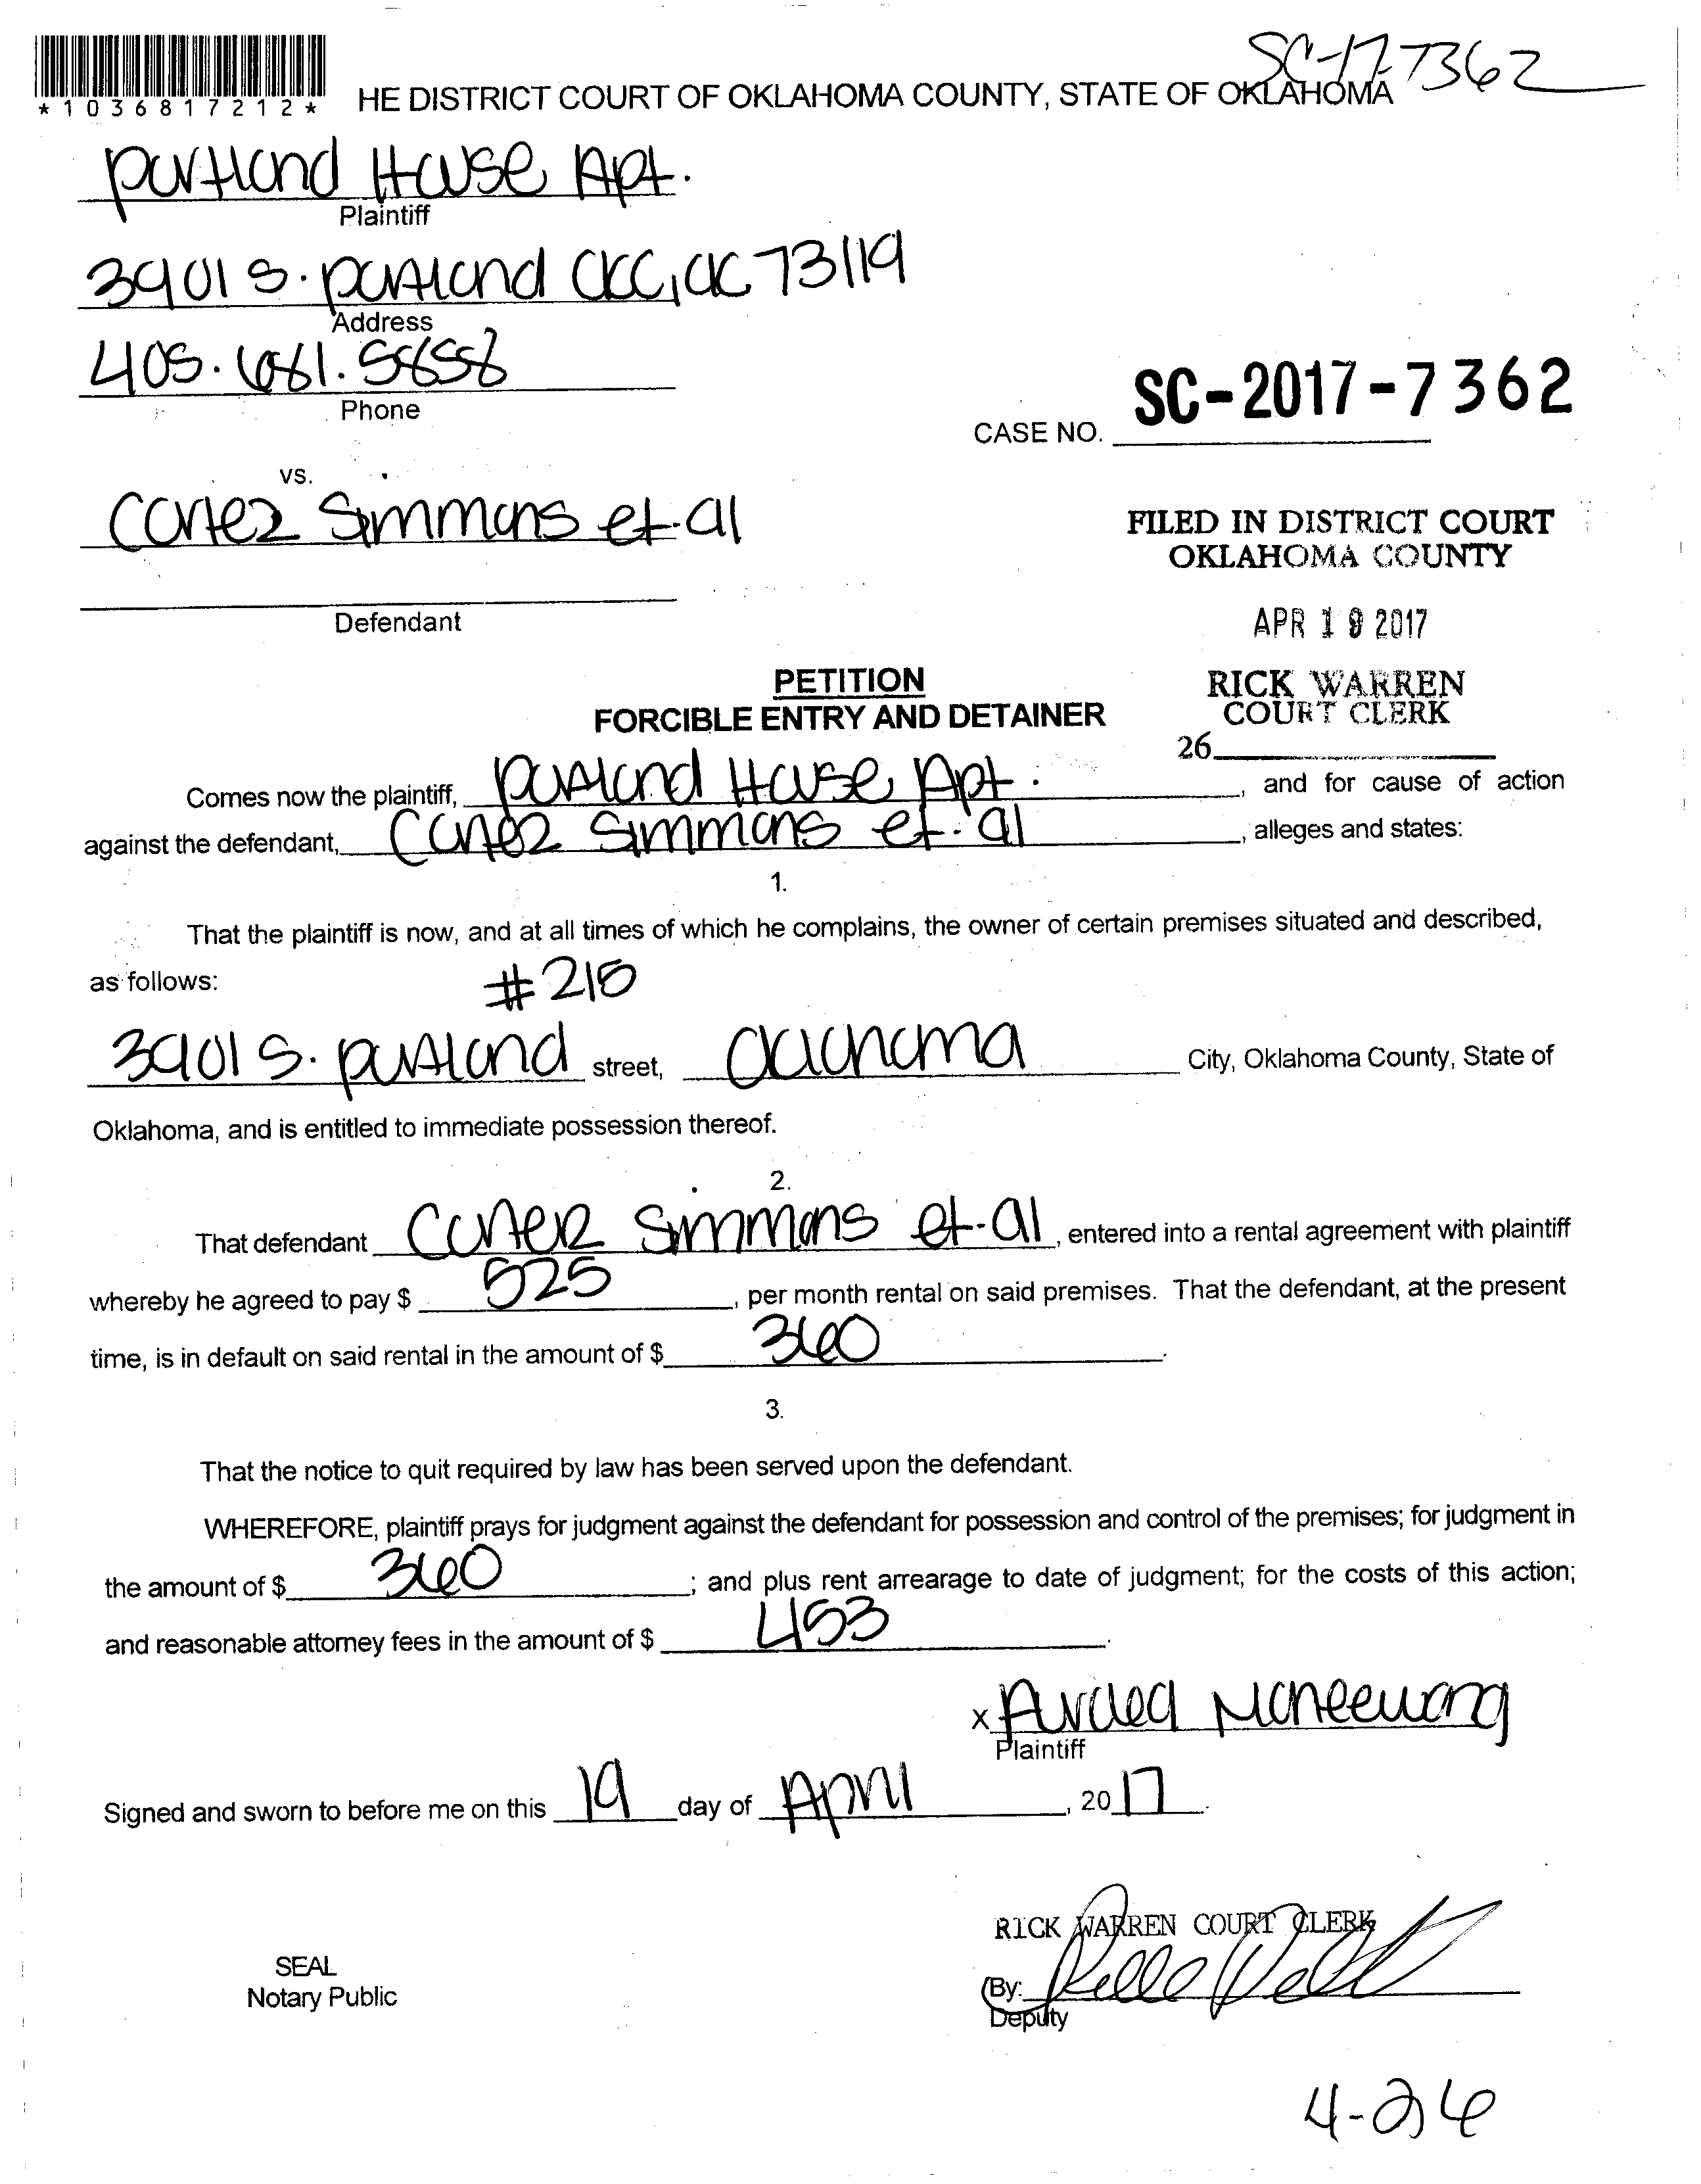 SC-17-7362
*1036817212*
HE DISTRICT COURT OF OKLAHOMA COUNTY, STATE OF OKLAHOMA
Portland House Apt.
Plaintiff
3901 S. Portland OKC, OK 73119
Address
405.681.5858
Phone
CASE NO. SC-2017-7362
vs.
Cortez Simmons et-al
Defendant
FILED IN DISTRICT COURT
OKLAHOMA COUNTY
APR 19 2017
RICK WARREN
COURT CLERK
26
PETITION
FORCIBLE ENTRY AND DETAINER
Comes now the plaintiff, Portland House Apt. , and for cause of action
against the defendant, Cortez Simmons et-al , alleges and states:
1.
That the plaintiff is now, and at all times of which he complains, the owner of certain premises situated and described,
as follows: #215
3901 S. Portland street, Oklahoma City, Oklahoma County, State of
Oklahoma, and is entitled to immediate possession thereof.
2.
That defendant Cortez Simmons et-al , entered into a rental agreement with plaintiff
whereby he agreed to pay $ 525 , per month rental on said premises. That the defendant, at the present
time, is in default on said rental in the amount of $ 360 .
3.
That the notice to quit required by law has been served upon the defendant.
WHEREFORE, plaintiff prays for judgment against the defendant for possession and control of the premises; for judgment in
the amount of $ 360 ; and plus rent arrearage to date of judgment; for the costs of this action;
and reasonable attorney fees in the amount of $ 453 .
x
Plaintiff
Signed and sworn to before me on this 19 day of April , 20 17 .
RICK WARREN COURT CLERK
SEAL
Notary Public
By:
Deputy
4-26